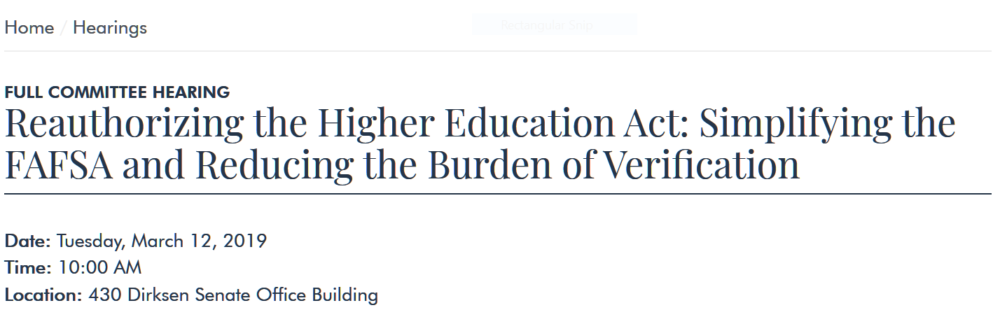 Home / Hearings
Rectangular Snip
FULL COMMITTEE HEARING
Reauthorizing the Higher Education Act: Simplifying the
FAFSA and Reducing the Burden of Verification
Date: Tuesday, March 12, 2019
Time: 10:00 AM
Location: 430 Dirksen Senate Office Building